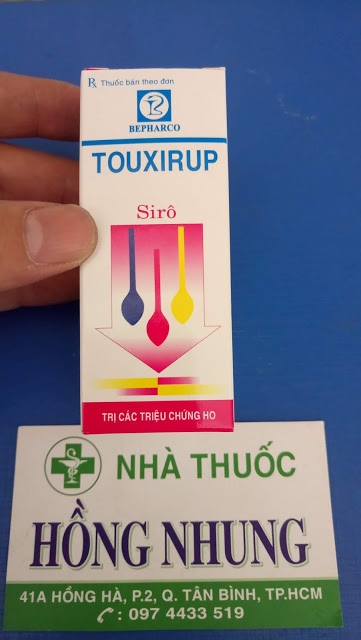 Rx Thuốc bán theo đơn
BEPHARCO
TOUXIRUP
Sirô
TRỊ CÁC TRIỆU CHỨNG HO
NHÀ THUỐC
HỒNG NHUNG
41A HỒNG HÀ, P.2, Q. TÂN BÌNH, TP.HCM
: 097 4433 519